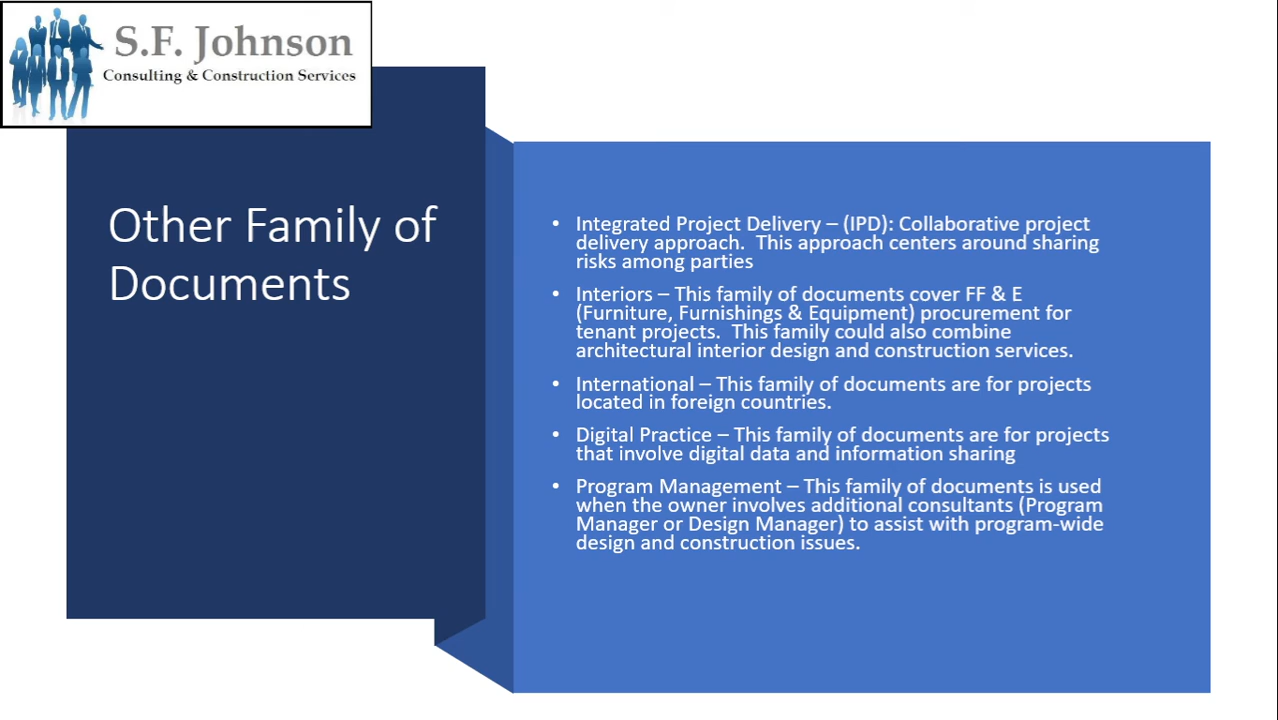 S.F. Johnson
Consulting & Construction Services
Other Family of
Documents
• Integrated Project Delivery – (IPD): Collaborative project
delivery approach.  This approach centers around sharing
risks among parties
• Interiors – This family of documents cover FF & E
(Furniture, Furnishings & Equipment) procurement for
tenant projects.  This family could also combine
architectural interior design and construction services.
• International – This family of documents are for projects
located in foreign countries.
• Digital Practice – This family of documents are for projects
that involve digital data and information sharing
• Program Management – This family of documents is used
when the owner involves additional consultants (Program
Manager or Design Manager) to assist with program-wide
design and construction issues.